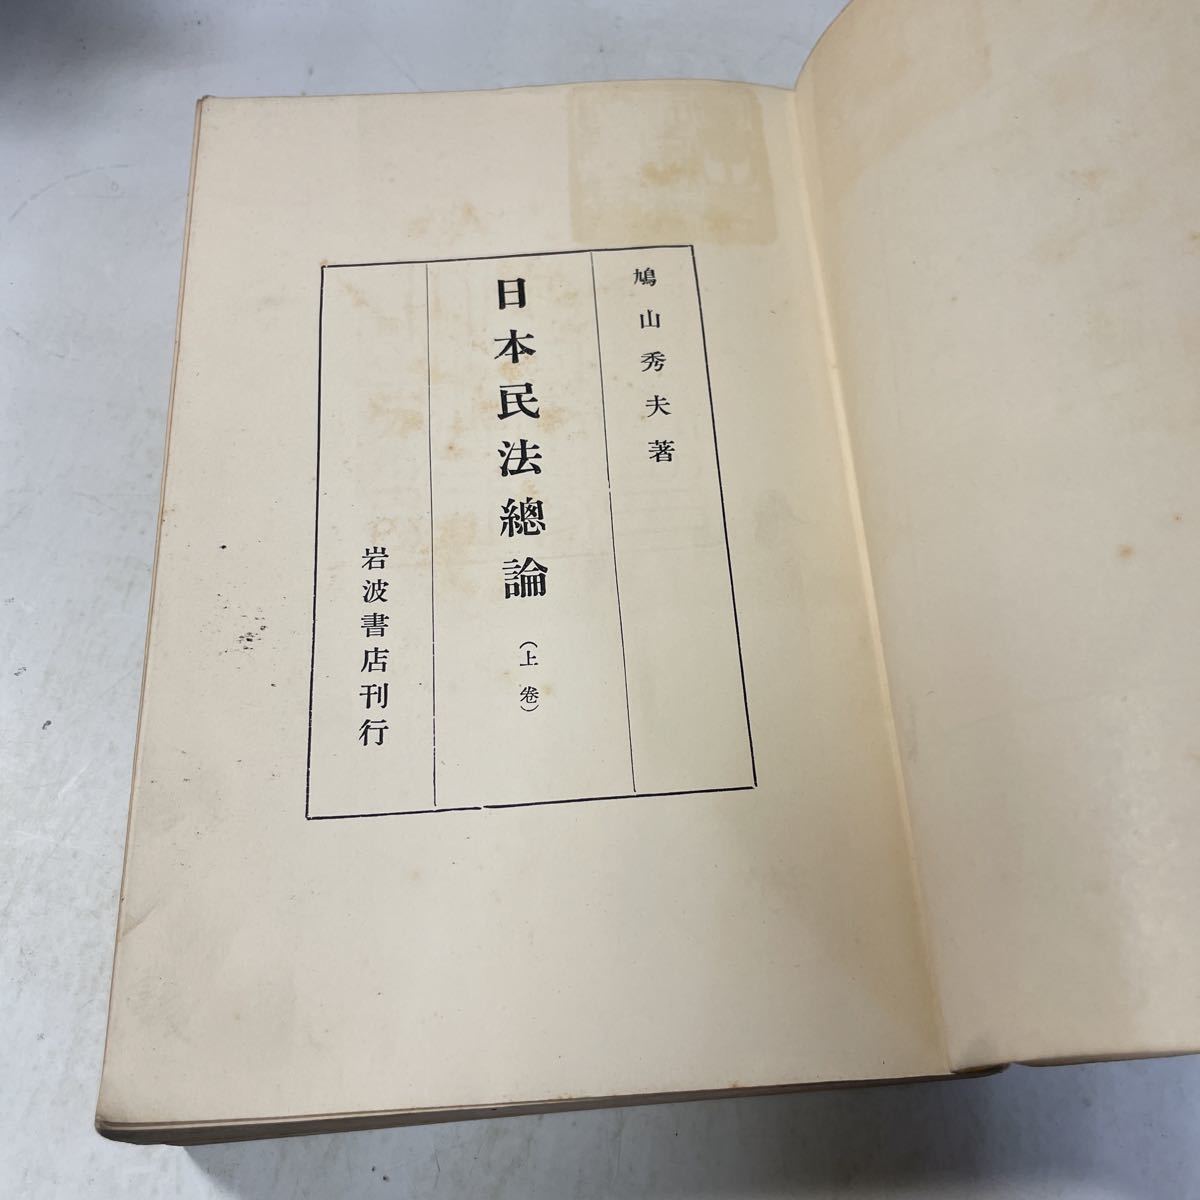 鳩山秀夫著
日本民法總論（上卷）
岩波書店刊行